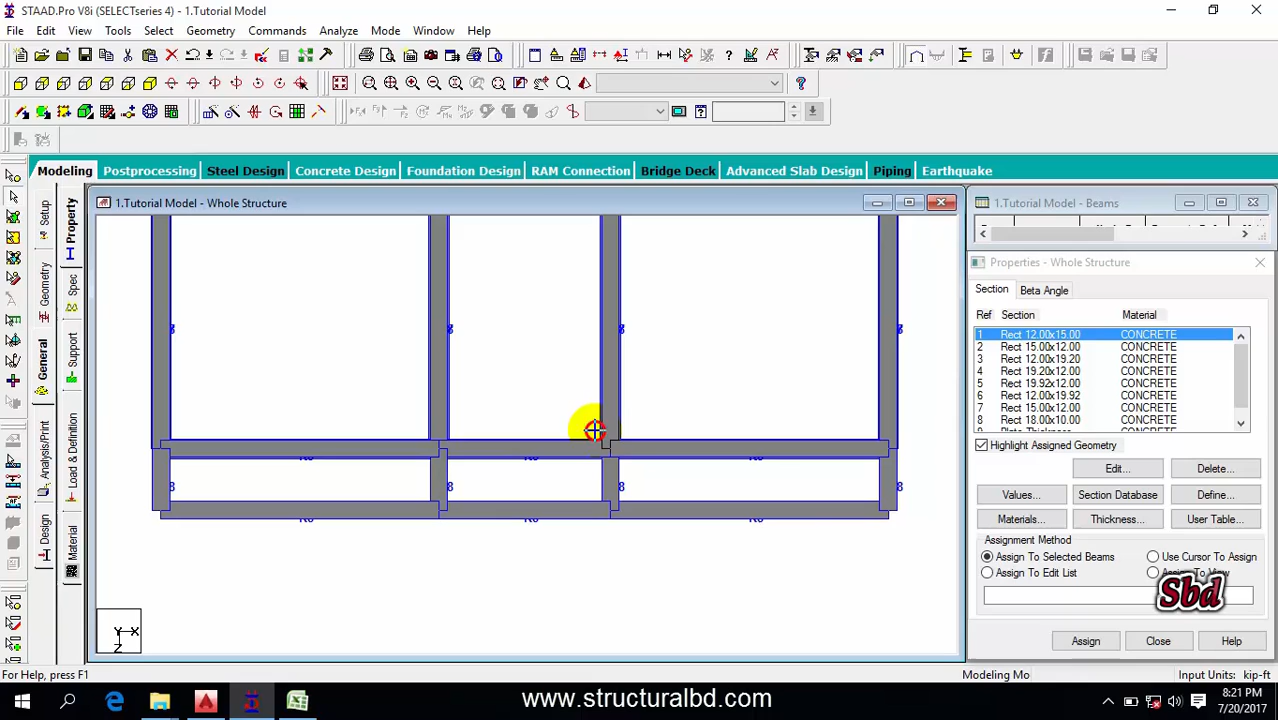 STAAD.Pro V8i (SELECTseries 4) - 1.Tutorial Model
File Edit View Tools Select Geometry Commands Analyze Mode Window Help
Modeling Postprocessing Steel Design Concrete Design Foundation Design RAM Connection Bridge Deck Advanced Slab Design Piping Earthquake
1.Tutorial Model - Whole Structure
1.Tutorial Model - Beams
Setup
Geometry
General
Analysis/Print
Design
Property
Spec
Support
Load & Definition
Material
8
8
8
8
8
8
8
8
Y X
Z
Properties - Whole Structure
Section Beta Angle
Ref Section Material
1 Rect 12.00x15.00 CONCRETE
2 Rect 15.00x12.00 CONCRETE
3 Rect 12.00x19.20 CONCRETE
4 Rect 19.20x12.00 CONCRETE
5 Rect 19.92x12.00 CONCRETE
6 Rect 12.00x19.92 CONCRETE
7 Rect 15.00x12.00 CONCRETE
8 Rect 18.00x10.00 CONCRETE
Highlight Assigned Geometry
Edit... Delete...
Values... Section Database Define...
Materials... Thickness... User Table...
Assignment Method
Assign To Selected Beams Use Cursor To Assign
Assign To Edit List
Sbd
Assign Close Help
For Help, press F1
Modeling Mo
Input Units: kip-ft
www.structuralbd.com
8:21 PM
7/20/2017